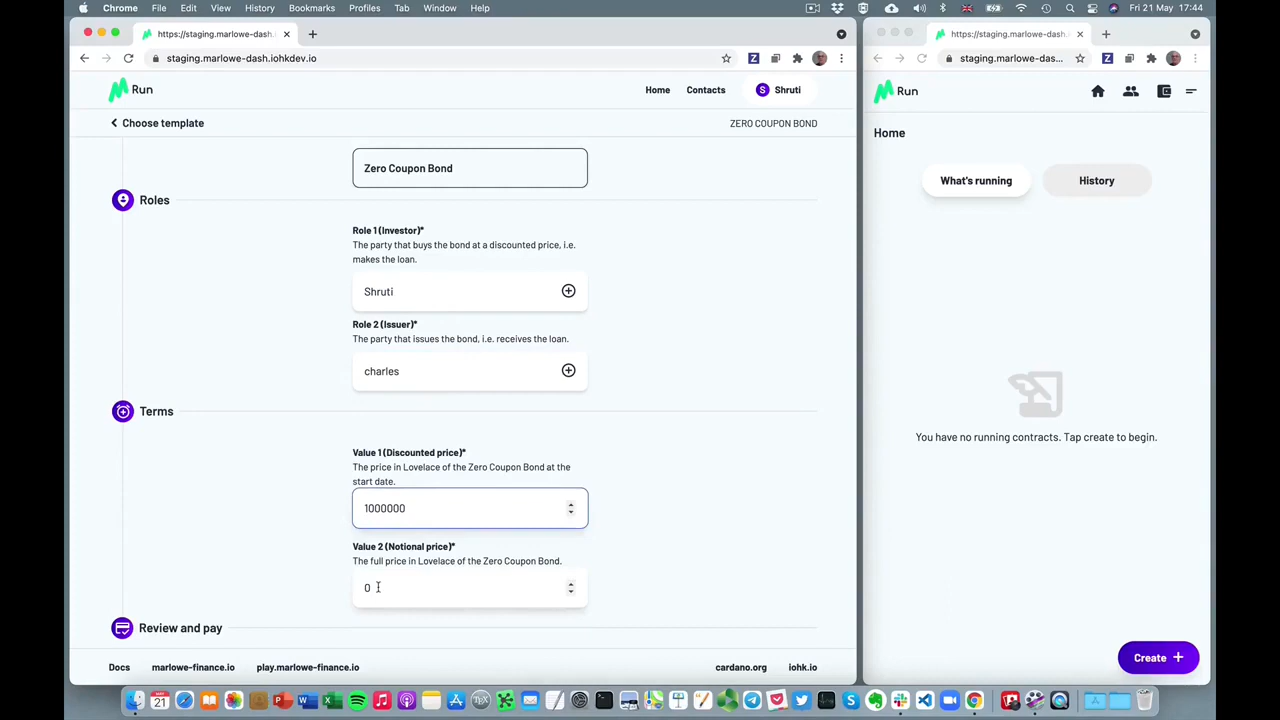 Chrome File Edit View History Bookmarks Profiles Tab Window Help Fri 21 May 17:44
https://staging.marlowe-dash.
staging.marlowe-dash.iohkdev.io
Run
Home Contacts S Shruti
Choose template
ZERO COUPON BOND
Zero Coupon Bond
Roles
Role 1 (Investor)*
The party that buys the bond at a discounted price, i.e.
makes the loan.
Shruti
Role 2 (Issuer)*
The party that issues the bond, i.e. receives the loan.
charles
Terms
Value 1 (Discounted price)*
The price in Lovelace of the Zero Coupon Bond at the
start date.
1000000
Value 2 (Notional price)*
The full price in Lovelace of the Zero Coupon Bond.
0
Review and pay
Docs marlowe-finance.io play.marlowe-finance.io cardano.org iohk.io
https://staging.marlowe-dash.
staging.marlowe-das...
Run
Home
What's running
History
You have no running contracts. Tap create to begin.
Create +